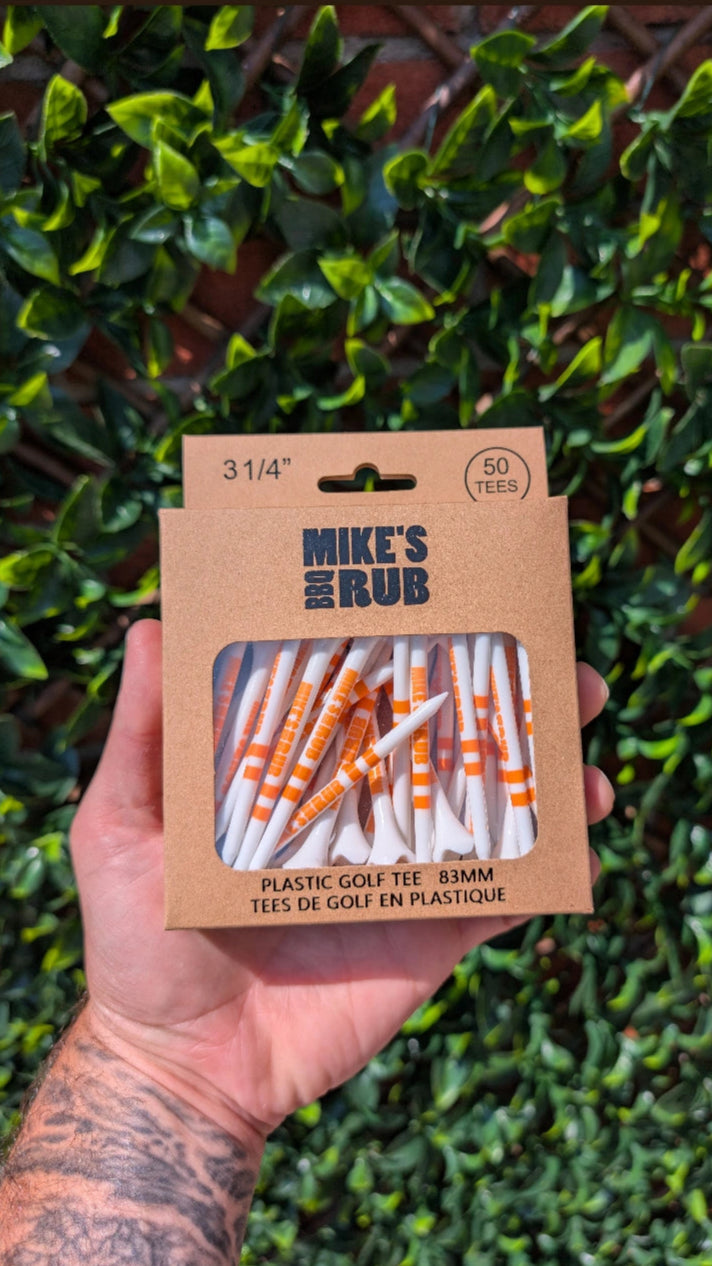 3 1/4”
50
TEES
MIKE'S
BBQ RUB
PLASTIC GOLF TEE 83MM
TEES DE GOLF EN PLASTIQUE